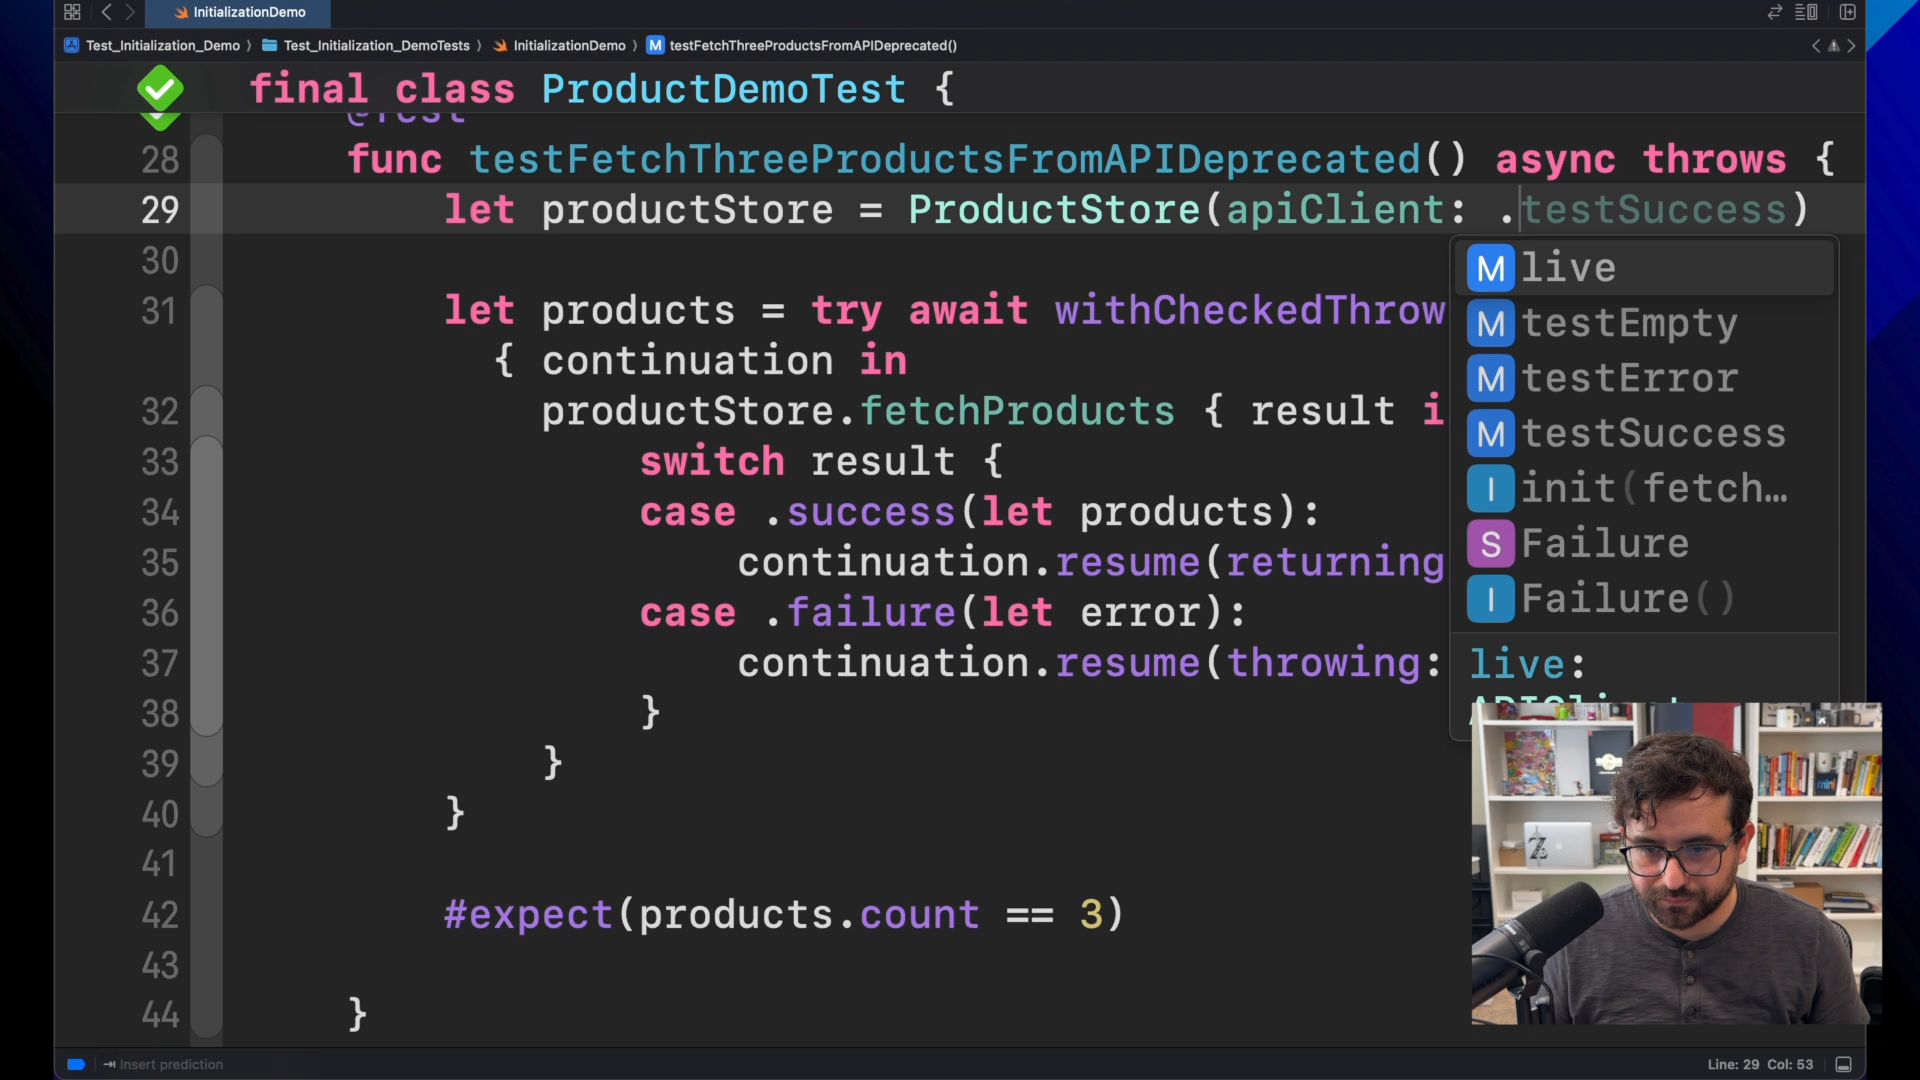 InitializationDemo
Test_Initialization_Demo ⟩ Test_Initialization_DemoTests ⟩ InitializationDemo ⟩ M testFetchThreeProductsFromAPIDeprecated()
final class ProductDemoTest {
@Test
28 func testFetchThreeProductsFromAPIDeprecated() async throws {
29 let productStore = ProductStore(apiClient: .testSuccess)
30
31 let products = try await withCheckedThrow
{ continuation in
32 productStore.fetchProducts { result i
33 switch result {
34 case .success(let products):
35 continuation.resume(returning
36 case .failure(let error):
37 continuation.resume(throwing:
38 }
39 }
40 }
41
42 #expect(products.count == 3)
43
44 }
M live
M testEmpty
M testError
M testSuccess
I init(fetch…
S Failure
I Failure()
live:
Insert prediction
Line: 29 Col: 53